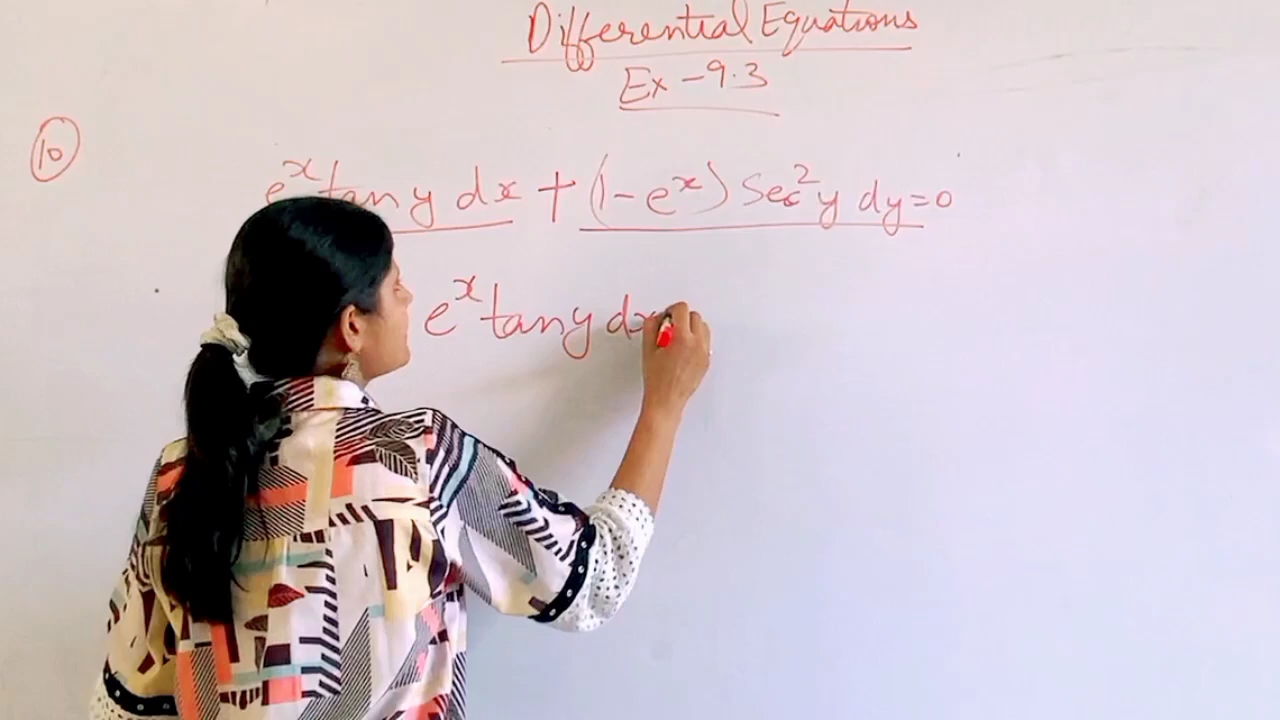 Differential Equations
Ex - 9.3
10
e^x tan y dx + (1 - e^x) Sec^2 y dy = 0
e^x tan y dx